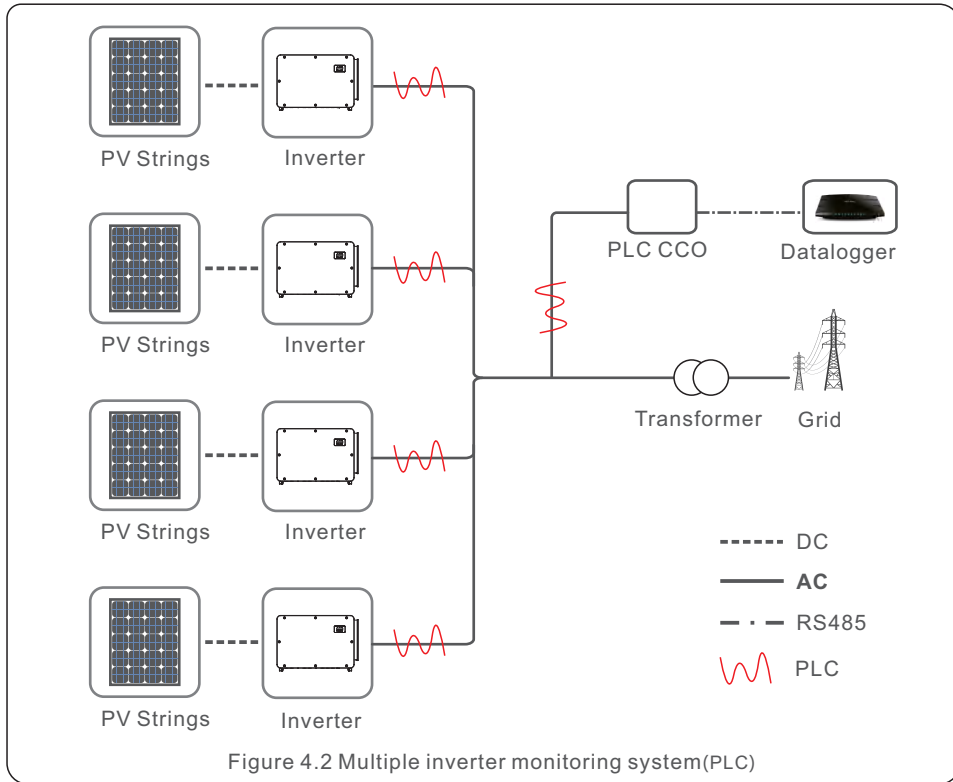 PV Strings
Inverter
PV Strings
Inverter
PLC CCO
Datalogger
PV Strings
Inverter
Transformer
Grid
PV Strings
Inverter
DC
AC
RS485
PLC
Figure 4.2 Multiple inverter monitoring system(PLC)